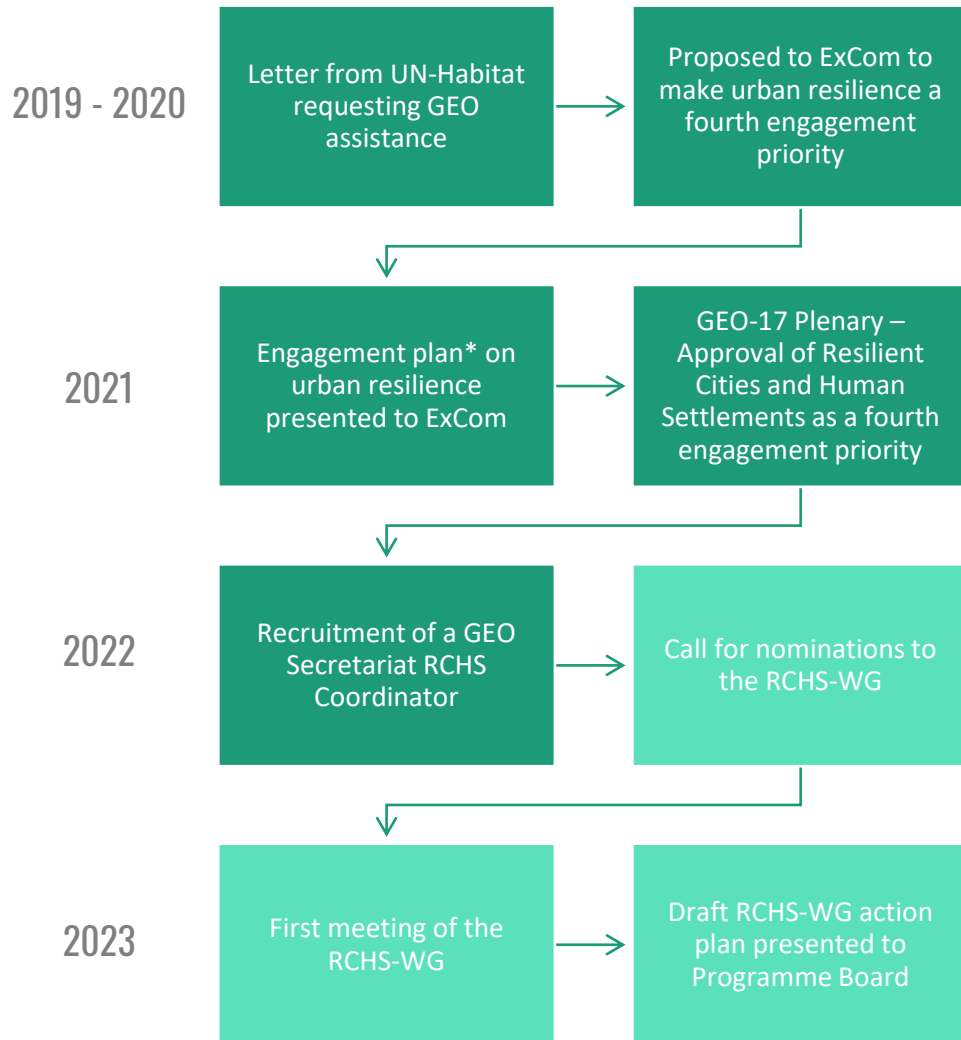 2019 - 2020
Letter from UN-Habitat
requesting GEO
assistance
Proposed to ExCom to
make urban resilience a
fourth engagement
priority
2021
Engagement plan* on
urban resilience
presented to ExCom
GEO-17 Plenary –
Approval of Resilient
Cities and Human
Settlements as a fourth
engagement priority
2022
Recruitment of a GEO
Secretariat RCHS
Coordinator
Call for nominations to
the RCHS-WG
2023
First meeting of the
RCHS-WG
Draft RCHS-WG action
plan presented to
Programme Board